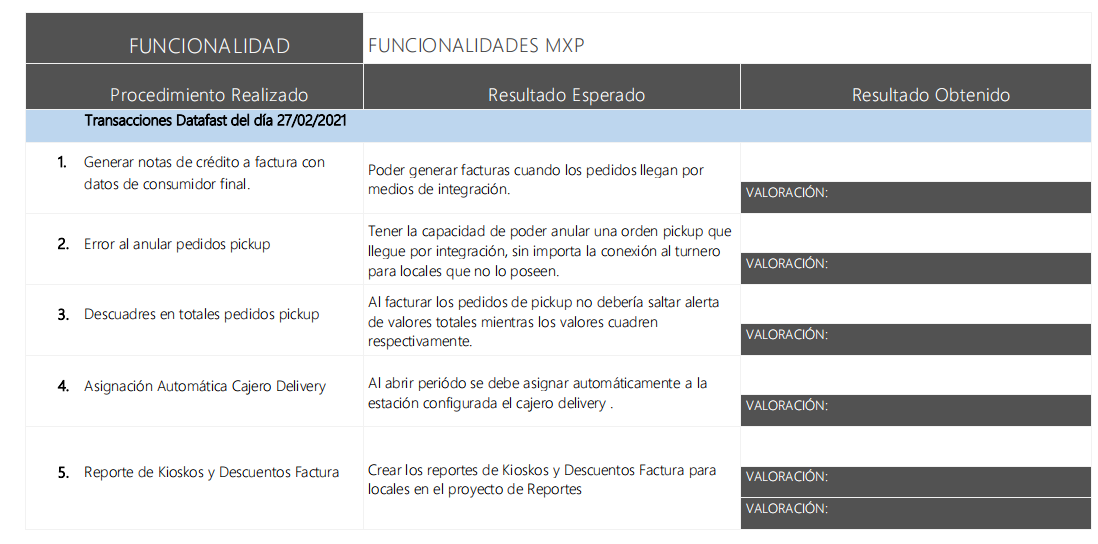 FUNCIONALIDAD
FUNCIONALIDADES MXP
Procedimiento Realizado
Resultado Esperado
Resultado Obtenido
Transacciones Datafast del día 27/02/2021
1. Generar notas de crédito a factura con
datos de consumidor final.
Poder generar facturas cuando los pedidos llegan por
medios de integración.
VALORACIÓN:
2. Error al anular pedidos pickup
Tener la capacidad de poder anular una orden pickup que
llegue por integración, sin importa la conexión al turnero
para locales que no lo poseen.
VALORACIÓN:
3. Descuadres en totales pedidos pickup
Al facturar los pedidos de pickup no debería saltar alerta
de valores totales mientras los valores cuadren
respectivamente.
VALORACIÓN:
4. Asignación Automática Cajero Delivery
Al abrir periódo se debe asignar automáticamente a la
estación configurada el cajero delivery .
VALORACIÓN:
5. Reporte de Kioskos y Descuentos Factura
Crear los reportes de Kioskos y Descuentos Factura para
locales en el proyecto de Reportes
VALORACIÓN:
VALORACIÓN: